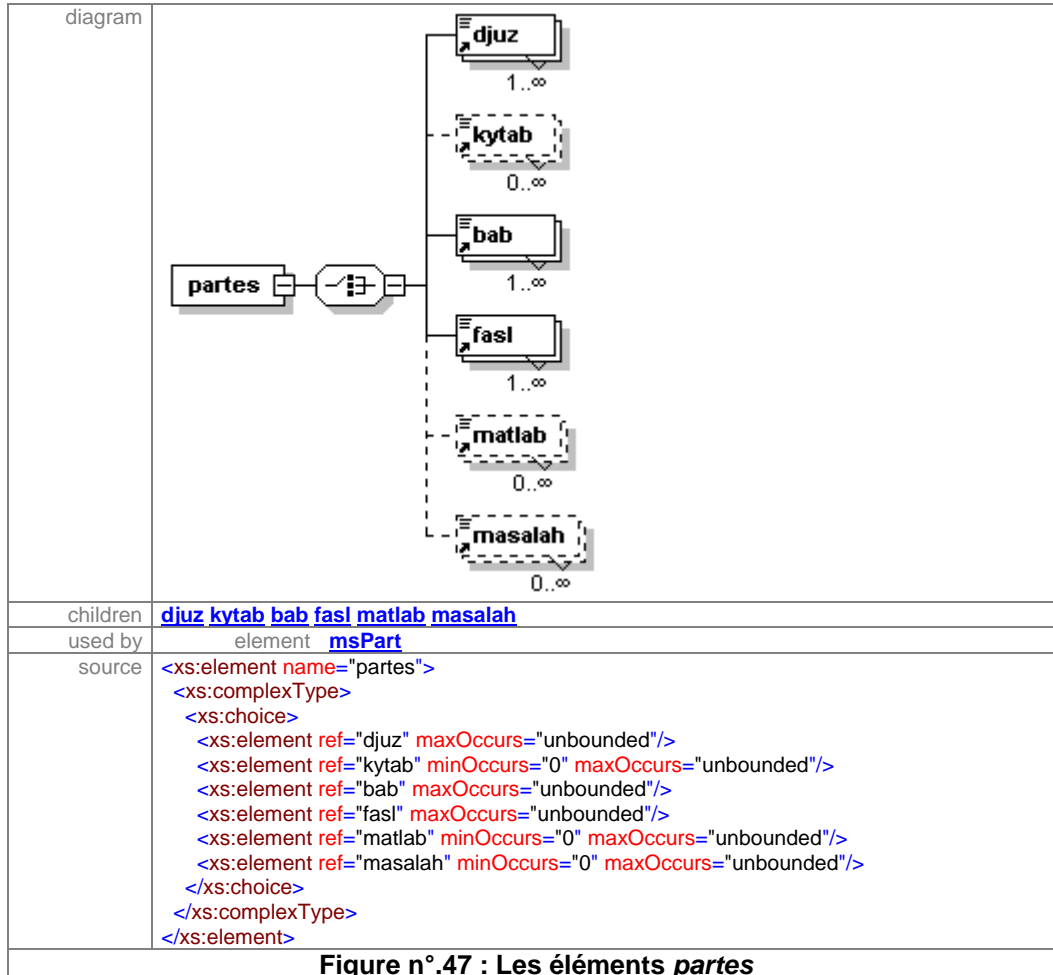 diagram
djuz
1..∞
kytab
0..∞
bab
1..∞
partes
fasl
1..∞
matlab
0..∞
masalah
0..∞
children djuz kytab bab fasl matlab masalah
used by element msPart
source <xs:element name="partes">
<xs:complexType>
<xs:choice>
<xs:element ref="djuz" maxOccurs="unbounded"/>
<xs:element ref="kytab" minOccurs="0" maxOccurs="unbounded"/>
<xs:element ref="bab" maxOccurs="unbounded"/>
<xs:element ref="fasl" maxOccurs="unbounded"/>
<xs:element ref="matlab" minOccurs="0" maxOccurs="unbounded"/>
<xs:element ref="masalah" minOccurs="0" maxOccurs="unbounded"/>
</xs:choice>
</xs:complexType>
</xs:element>
Figure n°.47 : Les éléments partes